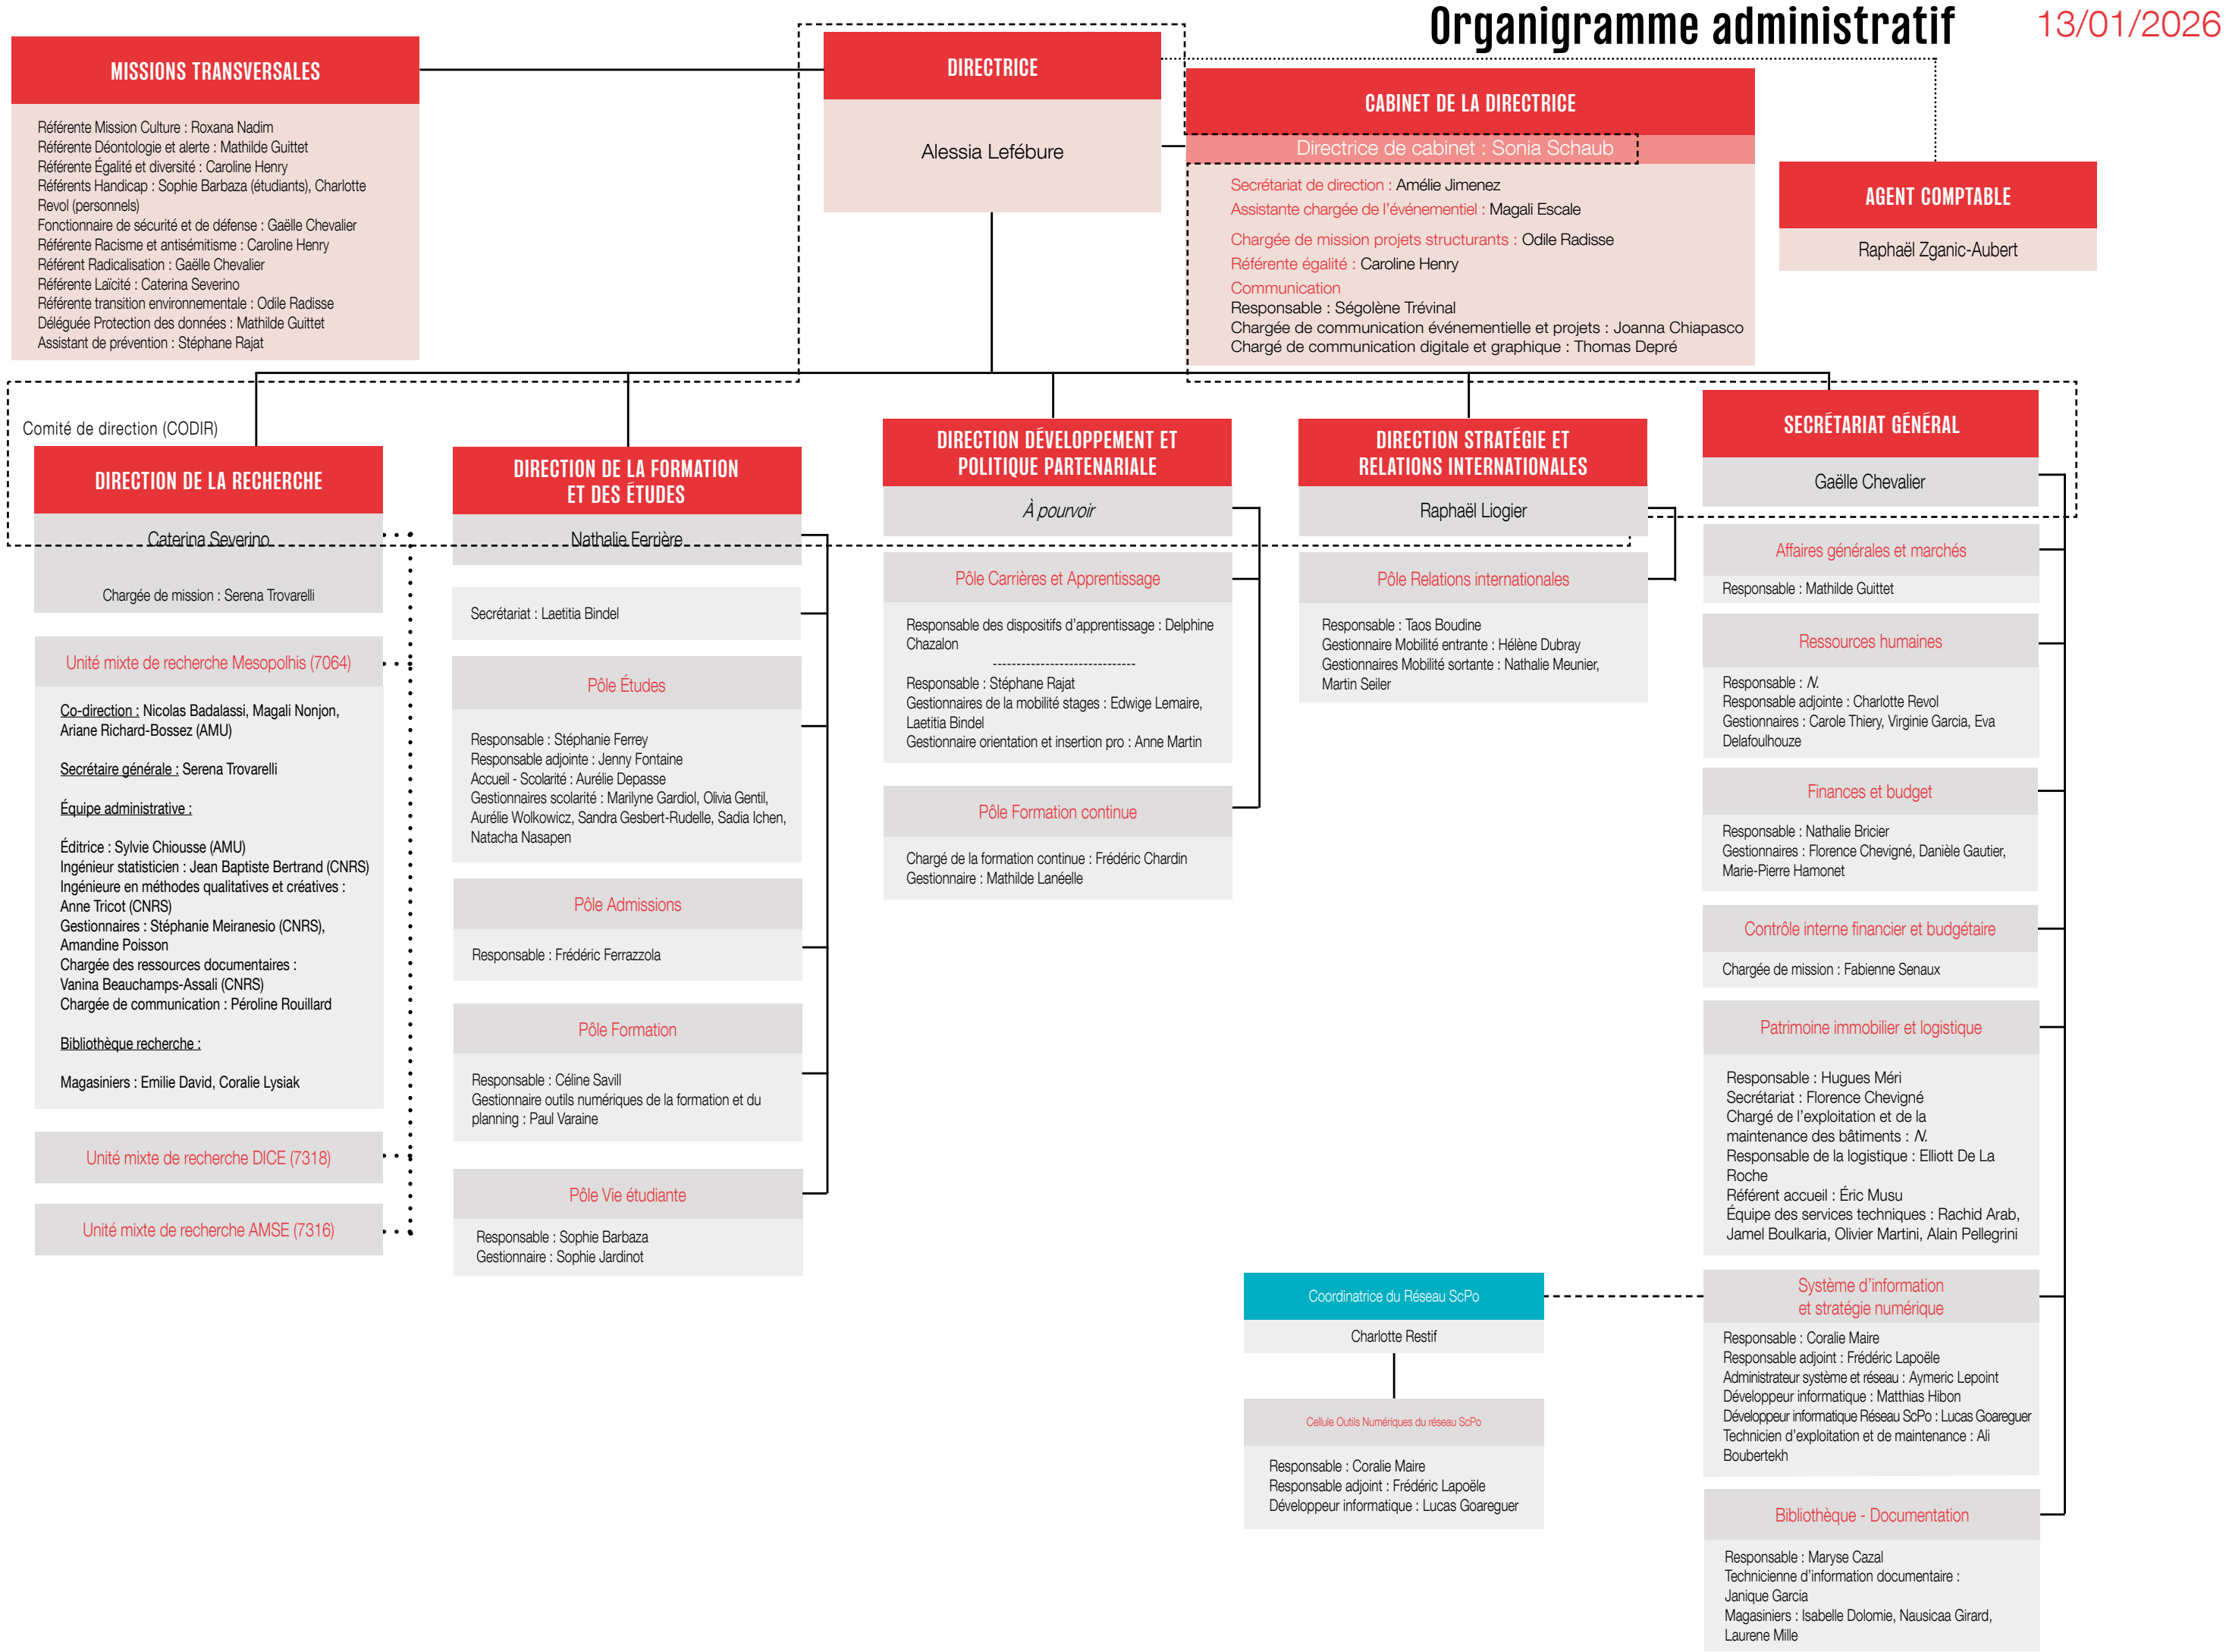 Organigramme administratif
13/01/2026
MISSIONS TRANSVERSALES
Référente Mission Culture : Roxana Nadim
Référente Déontologie et alerte : Mathilde Guittet
Référente Égalité et diversité : Caroline Henry
Référents Handicap : Sophie Barbaza (étudiants), Charlotte
Revol (personnels)
Fonctionnaire de sécurité et de défense : Gaëlle Chevalier
Référente Racisme et antisémitisme : Caroline Henry
Référent Radicalisation : Gaëlle Chevalier
Référente Laïcité : Caterina Severino
Référente transition environnementale : Odile Radisse
Déléguée Protection des données : Mathilde Guittet
Assistant de prévention : Stéphane Rajat
DIRECTRICE
Alessia Lefébure
CABINET DE LA DIRECTRICE
Directrice de cabinet : Sonia Schaub
Secrétariat de direction : Amélie Jimenez
Assistante chargée de l'événementiel : Magali Escale
Chargée de mission projets structurants : Odile Radisse
Référente égalité : Caroline Henry
Communication
Responsable : Ségolène Trévinal
Chargée de communication événementielle et projets : Joanna Chiapasco
Chargé de communication digitale et graphique : Thomas Depré
AGENT COMPTABLE
Raphaël Zganic-Aubert
Comité de direction (CODIR)
DIRECTION DE LA RECHERCHE
Caterina Severino
Chargée de mission : Serena Trovarelli
Unité mixte de recherche Mesopolhis (7064)
Co-direction : Nicolas Badalassi, Magali Nonjon,
Ariane Richard-Bossez (AMU)
Secrétaire générale : Serena Trovarelli
Équipe administrative :
Éditrice : Sylvie Chiousse (AMU)
Ingénieur statisticien : Jean Baptiste Bertrand (CNRS)
Ingénieure en méthodes qualitatives et créatives :
Anne Tricot (CNRS)
Gestionnaires : Stéphanie Meiranesio (CNRS),
Amandine Poisson
Chargée des ressources documentaires :
Vanina Beauchamps-Assali (CNRS)
Chargée de communication : Péroline Rouillard
Bibliothèque recherche :
Magasiniers : Emilie David, Coralie Lysiak
Unité mixte de recherche DICE (7318)
Unité mixte de recherche AMSE (7316)
DIRECTION DE LA FORMATION
ET DES ÉTUDES
Nathalie Ferrière
Secrétariat : Laetitia Bindel
Pôle Études
Responsable : Stéphanie Ferrey
Responsable adjointe : Jenny Fontaine
Accueil - Scolarité : Aurélie Depasse
Gestionnaires scolarité : Marilyne Gardiol, Olivia Gentil,
Aurélie Wolkowicz, Sandra Gesbert-Rudelle, Sadia Ichen,
Natacha Nasapen
Pôle Admissions
Responsable : Frédéric Ferrazzola
Pôle Formation
Responsable : Céline Savill
Gestionnaire outils numériques de la formation et du
planning : Paul Varaine
Pôle Vie étudiante
Responsable : Sophie Barbaza
Gestionnaire : Sophie Jardinot
DIRECTION DÉVELOPPEMENT ET
POLITIQUE PARTENARIALE
À pourvoir
Pôle Carrières et Apprentissage
Responsable des dispositifs d'apprentissage : Delphine
Chazalon
------------------------------
Responsable : Stéphane Rajat
Gestionnaires de la mobilité stages : Edwige Lemaire,
Laetitia Bindel
Gestionnaire orientation et insertion pro : Anne Martin
Pôle Formation continue
Chargé de la formation continue : Frédéric Chardin
Gestionnaire : Mathilde Lanéelle
DIRECTION STRATÉGIE ET
RELATIONS INTERNATIONALES
Raphaël Liogier
Pôle Relations internationales
Responsable : Taos Boudine
Gestionnaire Mobilité entrante : Hélène Dubray
Gestionnaires Mobilité sortante : Nathalie Meunier,
Martin Seiler
SECRÉTARIAT GÉNÉRAL
Gaëlle Chevalier
Affaires générales et marchés
Responsable : Mathilde Guittet
Ressources humaines
Responsable : N.
Responsable adjointe : Charlotte Revol
Gestionnaires : Carole Thiery, Virginie Garcia, Eva
Delafoulhouze
Finances et budget
Responsable : Nathalie Bricier
Gestionnaires : Florence Chevigné, Danièle Gautier,
Marie-Pierre Hamonet
Contrôle interne financier et budgétaire
Chargée de mission : Fabienne Senaux
Patrimoine immobilier et logistique
Responsable : Hugues Méri
Secrétariat : Florence Chevigné
Chargé de l'exploitation et de la
maintenance des bâtiments : N.
Responsable de la logistique : Elliott De La
Roche
Référent accueil : Éric Musu
Équipe des services techniques : Rachid Arab,
Jamel Boulkaria, Olivier Martini, Alain Pellegrini
Système d'information
et stratégie numérique
Responsable : Coralie Maire
Responsable adjoint : Frédéric Lapoële
Administrateur système et réseau : Aymeric Lepoint
Développeur informatique : Matthias Hibon
Développeur informatique Réseau ScPo : Lucas Goareguer
Technicien d'exploitation et de maintenance : Ali
Boubertekh
Bibliothèque - Documentation
Responsable : Maryse Cazal
Technicienne d'information documentaire :
Janique Garcia
Magasiniers : Isabelle Dolomie, Nausicaa Girard,
Laurene Mille
Coordinatrice du Réseau ScPo
Charlotte Restif
Cellule Outils Numériques du réseau ScPo
Responsable : Coralie Maire
Responsable adjoint : Frédéric Lapoële
Développeur informatique : Lucas Goareguer